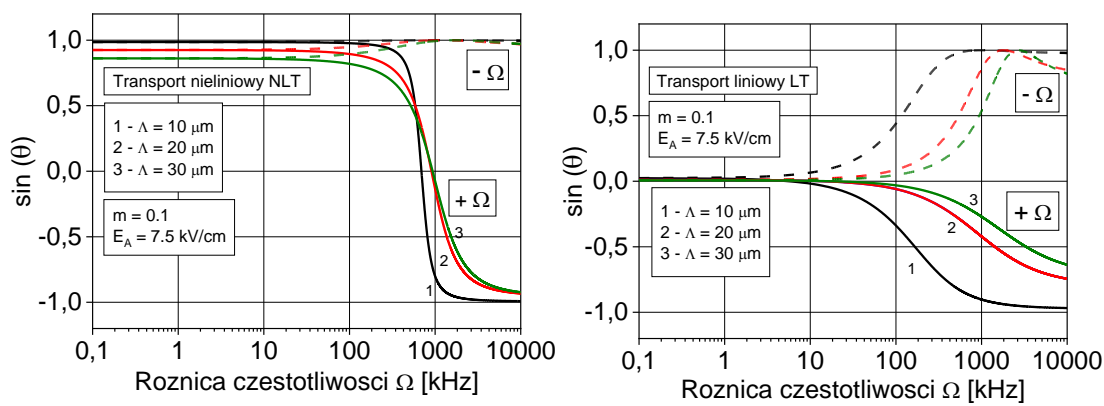 1,0
0,5
0,0
-0,5
-1,0
sin (θ)
Transport nieliniowy NLT
1 - Λ = 10 μm
2 - Λ = 20 μm
3 - Λ = 30 μm
m = 0.1
E_A = 7.5 kV/cm
- Ω
+ Ω
3
2
1
0,1 1 10 100 1000 10000
Roznica czestotliwosci Ω [kHz]
1,0
0,5
0,0
-0,5
-1,0
sin (θ)
Transport liniowy LT
m = 0.1
E_A = 7.5 kV/cm
1 - Λ = 10 μm
2 - Λ = 20 μm
3 - Λ = 30 μm
- Ω
+ Ω
3
2
1
0,1 1 10 100 1000 10000
Roznica czestotliwosci Ω [kHz]